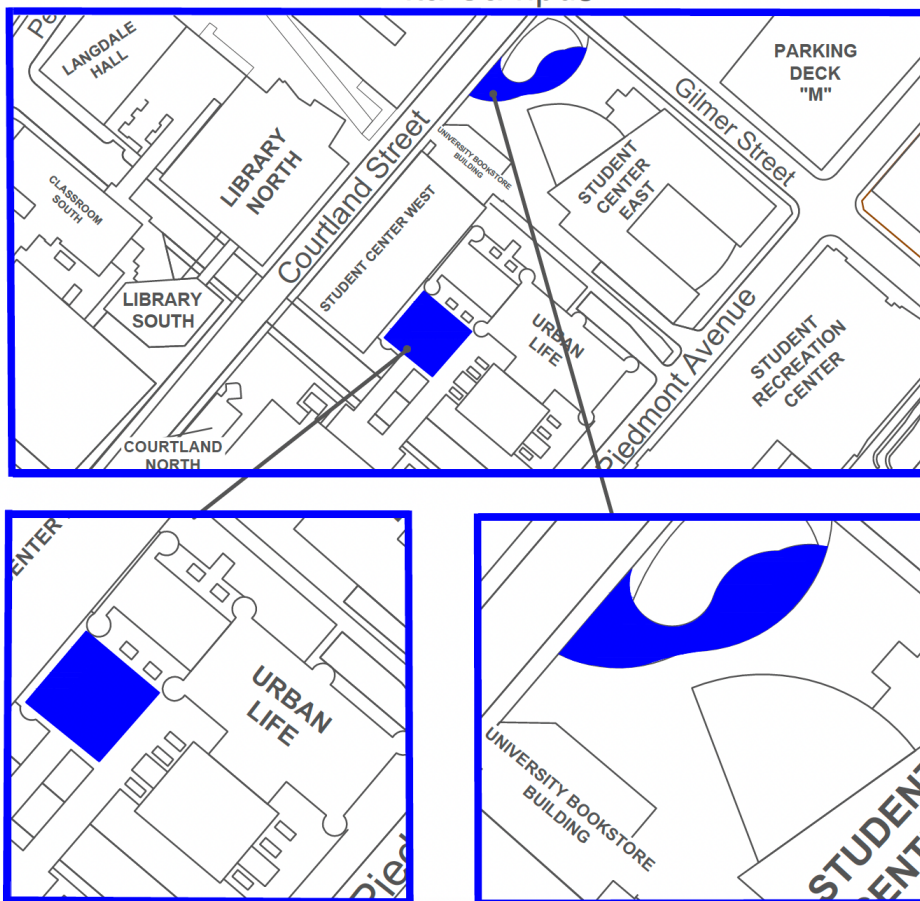 LANGDALE
HALL
PARKING
DECK
"M"
Gilmer Street
LIBRARY
NORTH
Courtland Street
UNIVERSITY BOOKSTORE
BUILDING
STUDENT
CENTER
EAST
CLASSROOM
SOUTH
STUDENT CENTER WEST
LIBRARY
SOUTH
URBAN
LIFE
Piedmont Avenue
STUDENT
RECREATION
CENTER
COURTLAND
NORTH
ENTER
URBAN
LIFE
Pied
UNIVERSITY BOOKSTORE
BUILDING
STUDENT
ENT